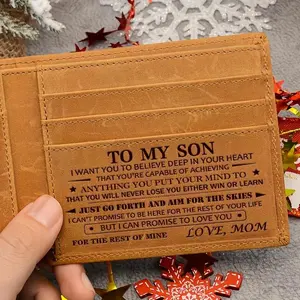 TO MY SON
I WANT YOU TO BELIEVE DEEP IN YOUR HEART
THAT YOU'RE CAPABLE OF ACHIEVING
ANYTHING YOU PUT YOUR MIND TO
THAT YOU WILL NEVER LOSE YOU EITHER WIN OR LEARN
JUST GO FORTH AND AIM FOR THE SKIES
I CAN'T PROMISE TO BE HERE FOR THE REST OF YOUR LIFE
BUT I CAN PROMISE TO LOVE YOU
FOR THE REST OF MINE LOVE, MOM